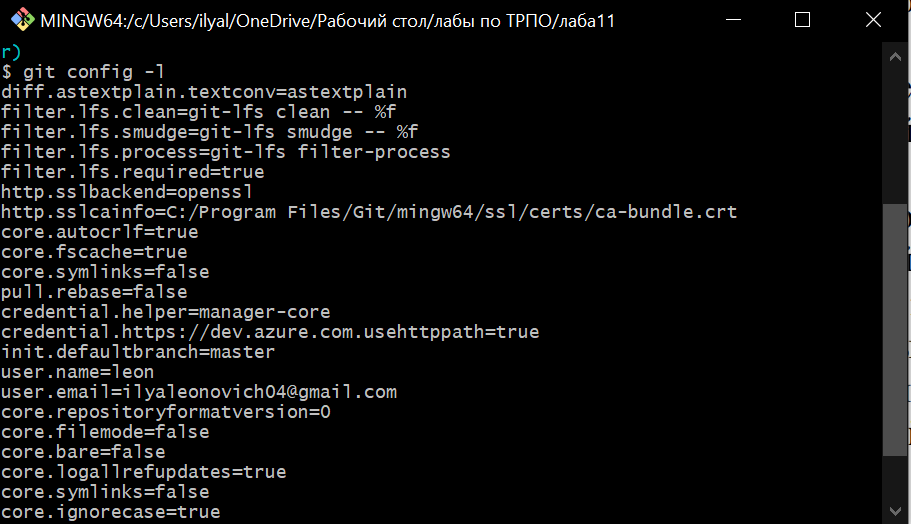 MINGW64:/c/Users/ilyal/OneDrive/Рабочий стол/лабы по ТРПО/лаба11
r)
$ git config -l
diff.astextplain.textconv=astextplain
filter.lfs.clean=git-lfs clean -- %f
filter.lfs.smudge=git-lfs smudge -- %f
filter.lfs.process=git-lfs filter-process
filter.lfs.required=true
http.sslbackend=openssl
http.sslcainfo=C:/Program Files/Git/mingw64/ssl/certs/ca-bundle.crt
core.autocrlf=true
core.fscache=true
core.symlinks=false
pull.rebase=false
credential.helper=manager-core
credential.https://dev.azure.com.usehttppath=true
init.defaultbranch=master
user.name=leon
user.email=ilyaleonovich04@gmail.com
core.repositoryformatversion=0
core.filemode=false
core.bare=false
core.logallrefupdates=true
core.symlinks=false
core.ignorecase=true